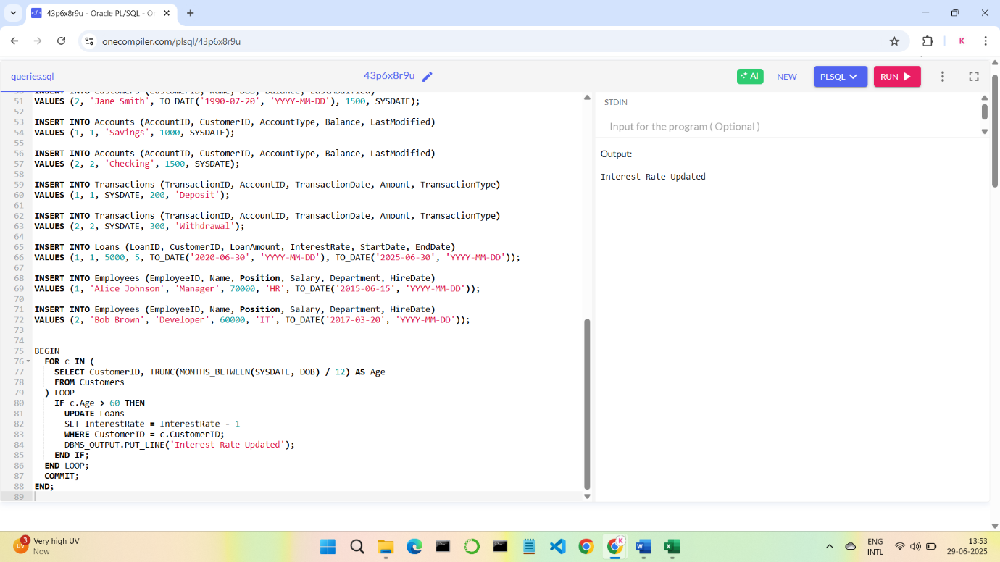 43p6x8r9u - Oracle PL/SQL - Or
onecompiler.com/plsql/43p6x8r9u
K
queries.sql
43p6x8r9u
AI
NEW
PLSQL
RUN
50 INSERT INTO Customers (CustomerID, Name, DOB, Balance, LastModified)
51 VALUES (2, 'Jane Smith', TO_DATE('1990-07-20', 'YYYY-MM-DD'), 1500, SYSDATE);
52
53 INSERT INTO Accounts (AccountID, CustomerID, AccountType, Balance, LastModified)
54 VALUES (1, 1, 'Savings', 1000, SYSDATE);
55
56 INSERT INTO Accounts (AccountID, CustomerID, AccountType, Balance, LastModified)
57 VALUES (2, 2, 'Checking', 1500, SYSDATE);
58
59 INSERT INTO Transactions (TransactionID, AccountID, TransactionDate, Amount, TransactionType)
60 VALUES (1, 1, SYSDATE, 200, 'Deposit');
61
62 INSERT INTO Transactions (TransactionID, AccountID, TransactionDate, Amount, TransactionType)
63 VALUES (2, 2, SYSDATE, 300, 'Withdrawal');
64
65 INSERT INTO Loans (LoanID, CustomerID, LoanAmount, InterestRate, StartDate, EndDate)
66 VALUES (1, 1, 5000, 5, TO_DATE('2020-06-30', 'YYYY-MM-DD'), TO_DATE('2025-06-30', 'YYYY-MM-DD'));
67
68 INSERT INTO Employees (EmployeeID, Name, Position, Salary, Department, HireDate)
69 VALUES (1, 'Alice Johnson', 'Manager', 70000, 'HR', TO_DATE('2015-06-15', 'YYYY-MM-DD'));
70
71 INSERT INTO Employees (EmployeeID, Name, Position, Salary, Department, HireDate)
72 VALUES (2, 'Bob Brown', 'Developer', 60000, 'IT', TO_DATE('2017-03-20', 'YYYY-MM-DD'));
73
74
75 BEGIN
76 FOR c IN (
77 SELECT CustomerID, TRUNC(MONTHS_BETWEEN(SYSDATE, DOB) / 12) AS Age
78 FROM Customers
79 ) LOOP
80 IF c.Age > 60 THEN
81 UPDATE Loans
82 SET InterestRate = InterestRate - 1
83 WHERE CustomerID = c.CustomerID;
84 DBMS_OUTPUT.PUT_LINE('Interest Rate Updated');
85 END IF;
86 END LOOP;
87 COMMIT;
88 END;
89
STDIN
Input for the program ( Optional )
Output:
Interest Rate Updated
3
UV
Very high UV
Now
K
ENG
INTL
13:53
29-06-2025